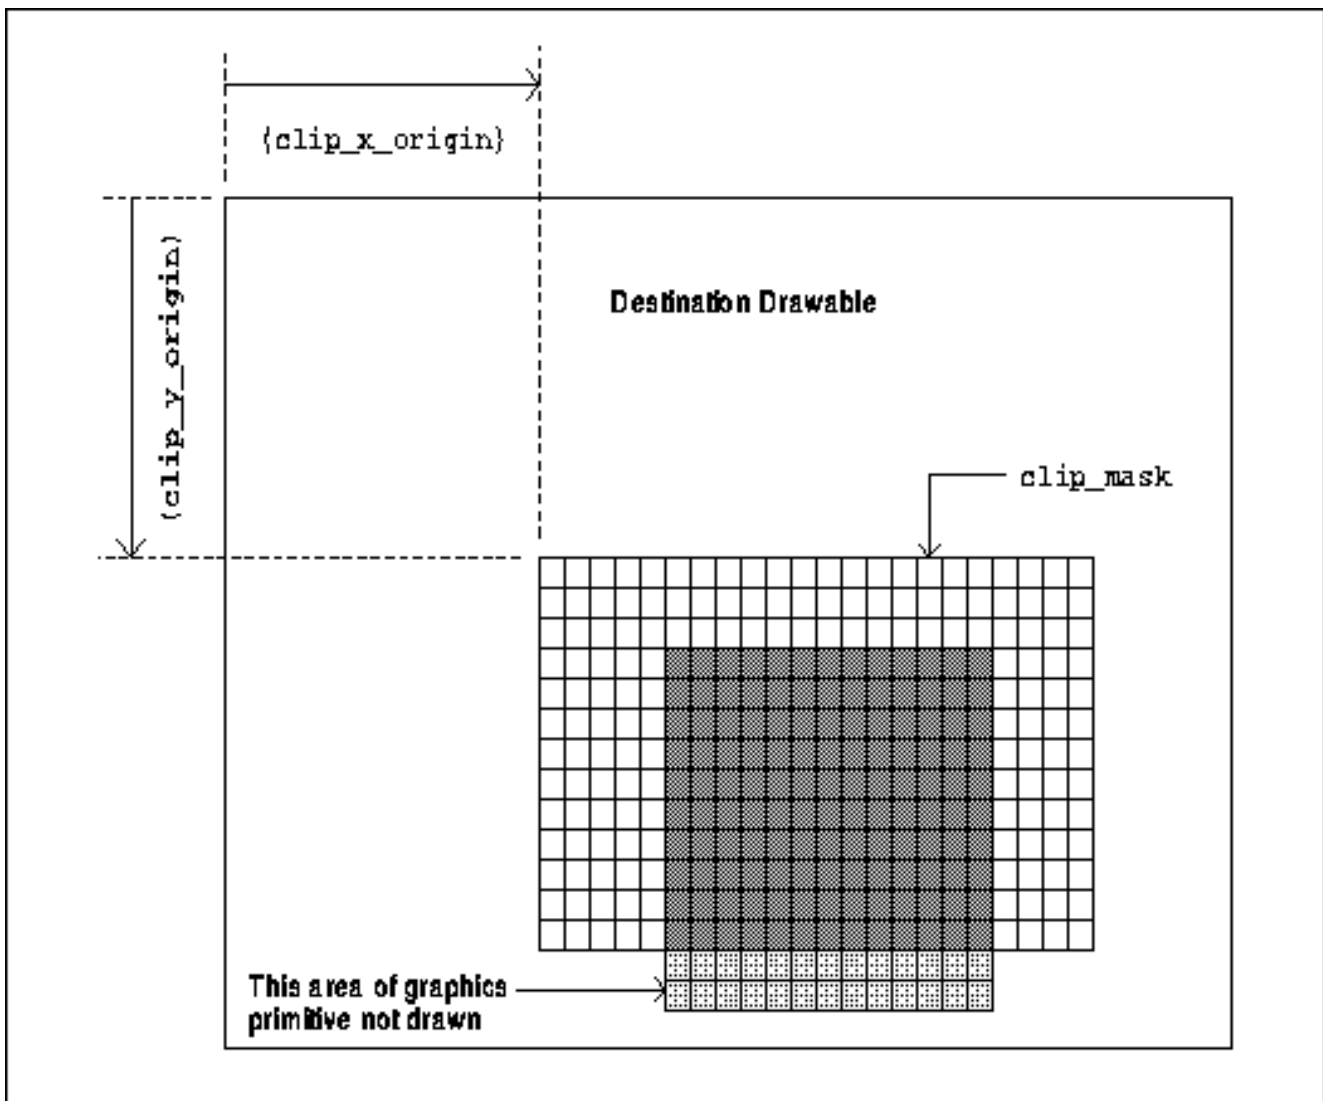 {clip_x_origin}
(clip_y_origin)
Destination Drawable
clip_mask
This area of graphics
primitive not drawn